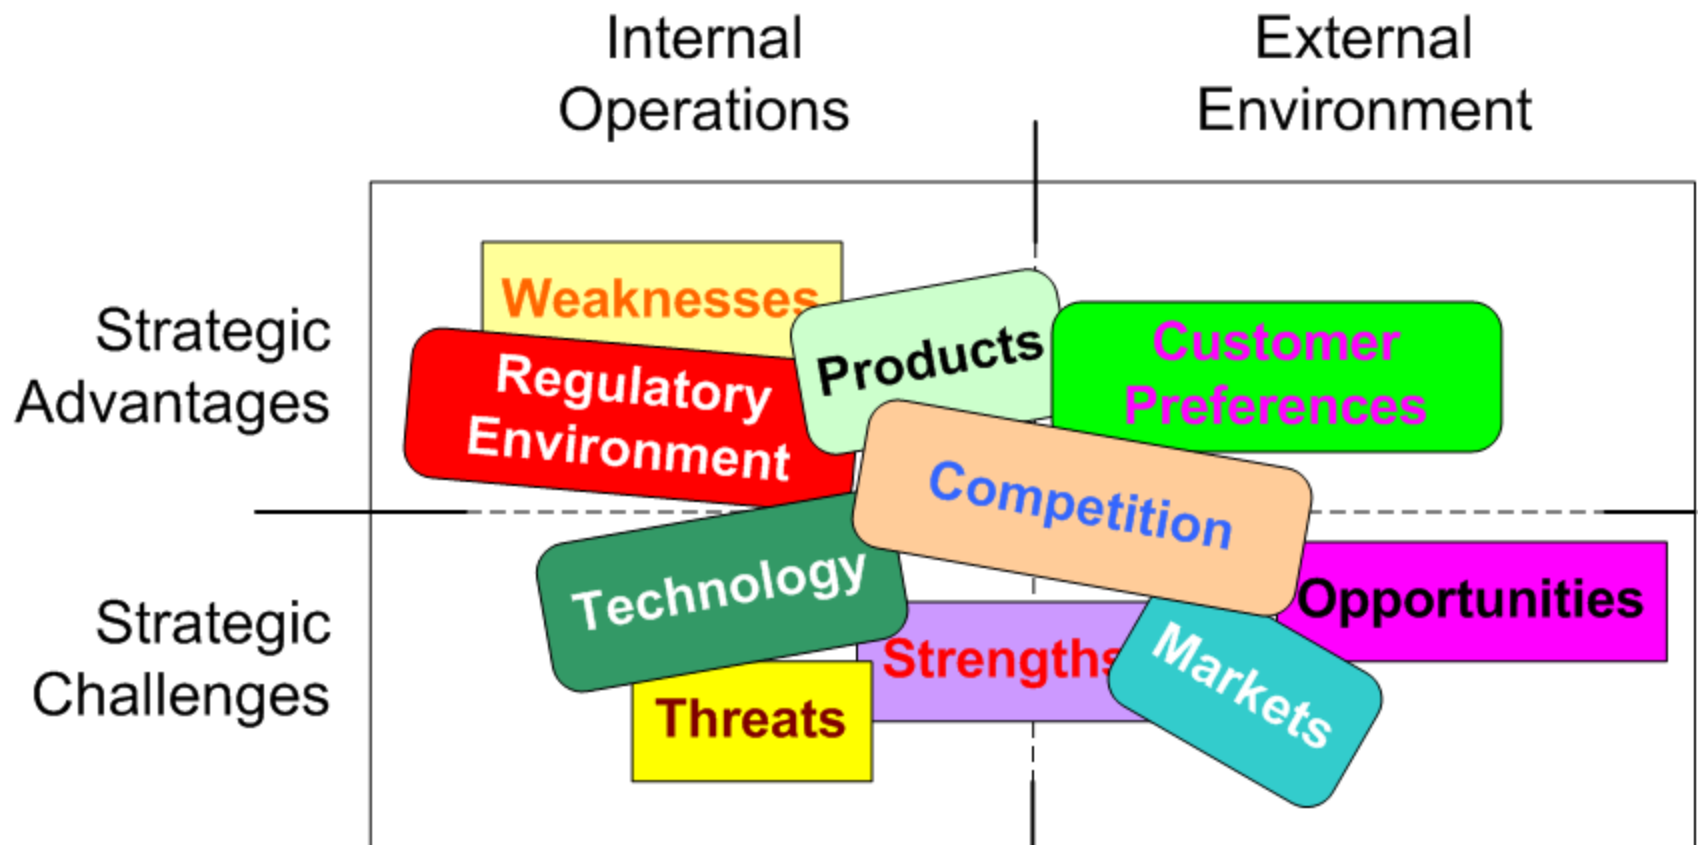 Internal
Operations
External
Environment
Strategic
Advantages
Weaknesses
Regulatory
Environment
Products
Customer
Preferences
Competition
Strategic
Challenges
Technology
Opportunities
Strengths
Markets
Threats